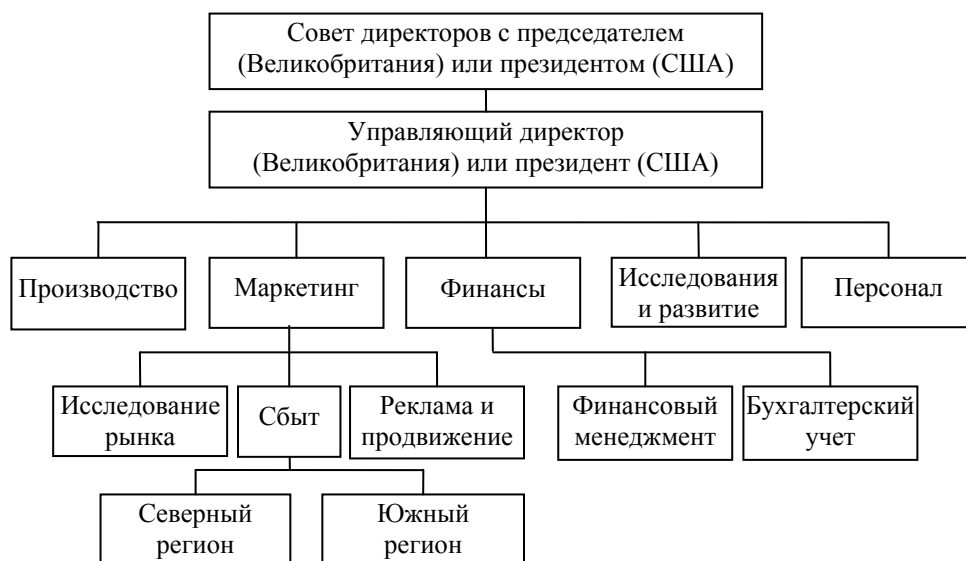 Совет директоров с председателем
(Великобритания) или президентом (США)
Управляющий директор
(Великобритания) или президент (США)
Производство
Маркетинг
Финансы
Исследования
и развитие
Персонал
Исследование
рынка
Сбыт
Реклама и
продвижение
Финансовый
менеджмент
Бухгалтерский
учет
Северный
регион
Южный
регион